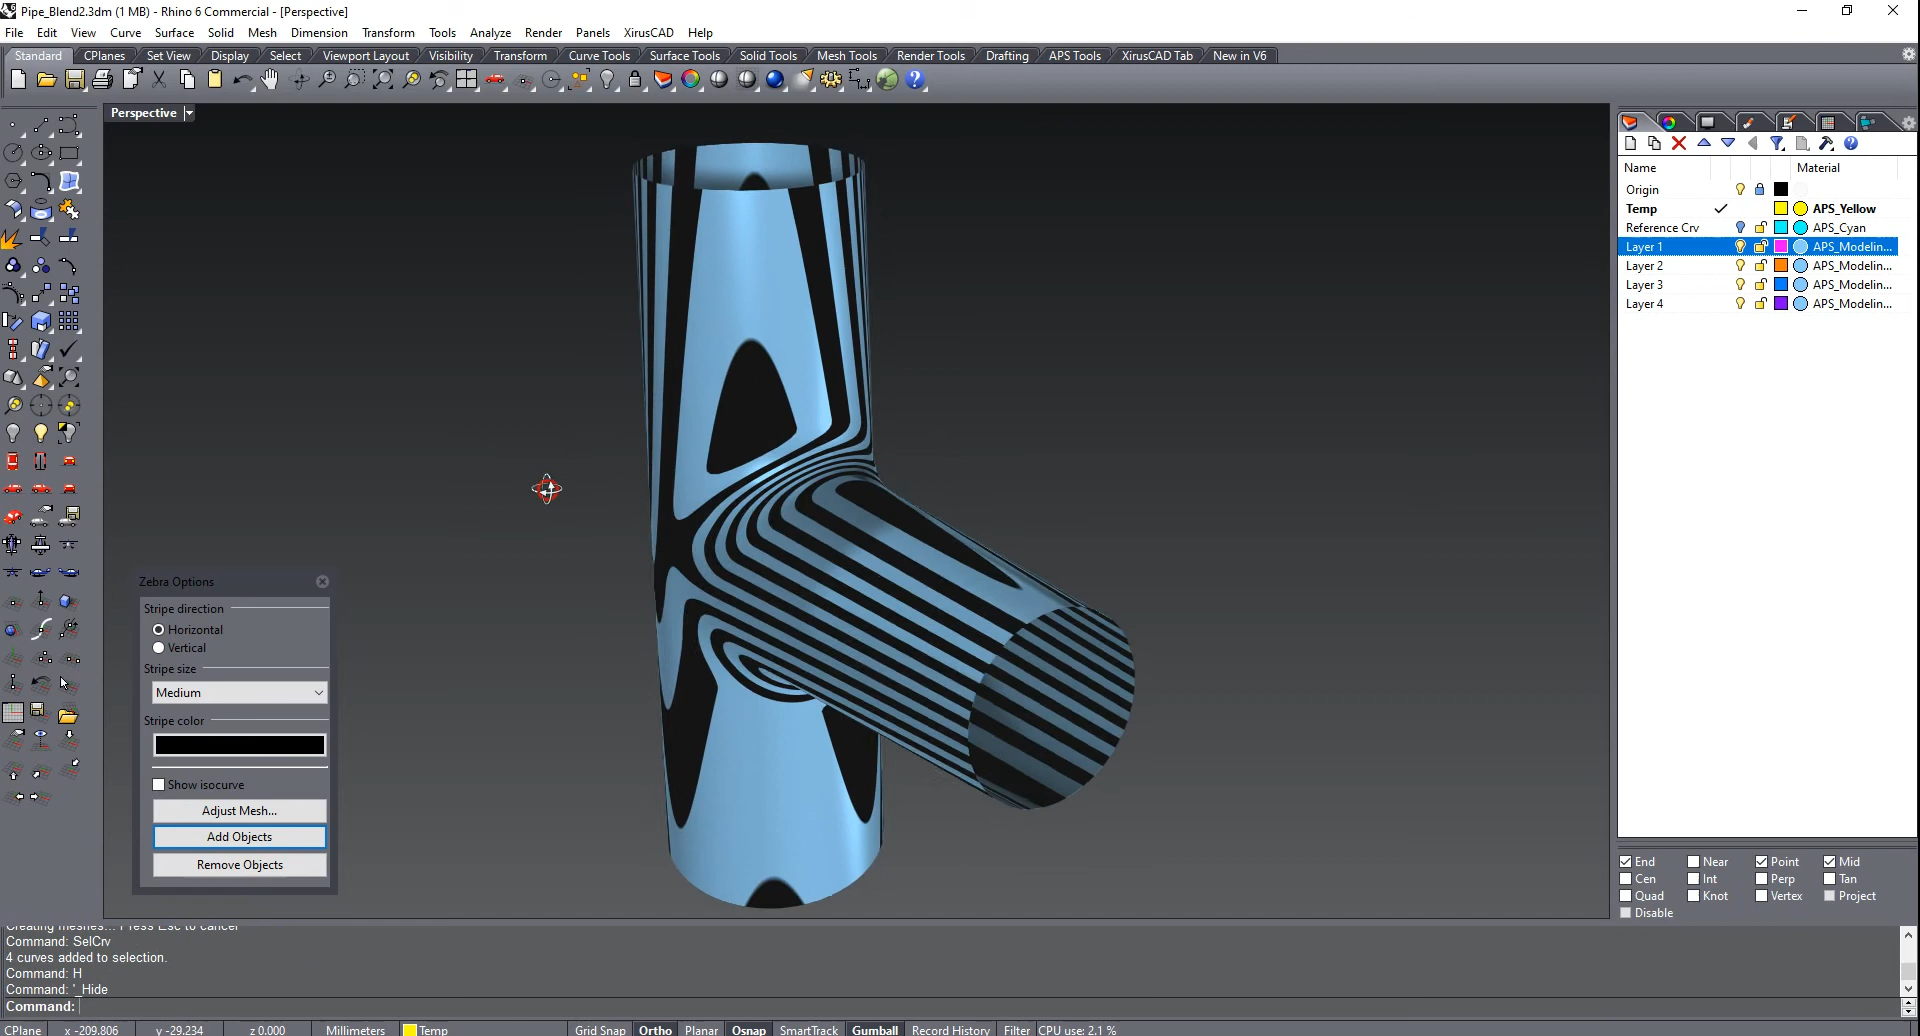 Pipe_Blend2.3dm (1 MB) - Rhino 6 Commercial - [Perspective]
File Edit View Curve Surface Solid Mesh Dimension Transform Tools Analyze Render Panels XirusCAD Help
Standard CPlanes Set View Display Select Viewport Layout Visibility Transform Curve Tools Surface Tools Solid Tools Mesh Tools Render Tools Drafting APS Tools XirusCAD Tab New in V6
Perspective
Name Material
Origin
Temp APS_Yellow
Reference Crv APS_Cyan
Layer 1 APS_Modelin...
Layer 2 APS_Modelin...
Layer 3 APS_Modelin...
Layer 4 APS_Modelin...
Zebra Options
Stripe direction
Horizontal
Vertical
Stripe size
Medium
Stripe color
Show isocurve
Adjust Mesh...
Add Objects
Remove Objects
End Near Point Mid
Cen Int Perp Tan
Quad Knot Vertex Project
Disable
Creating meshes... Press Esc to cancel
Command: SelCrv
4 curves added to selection.
Command: H
Command: '_Hide
Command:
CPlane x -209.806 y -29.234 z 0.000 Millimeters Temp Grid Snap Ortho Planar Osnap SmartTrack Gumball Record History Filter CPU use: 2.1 %